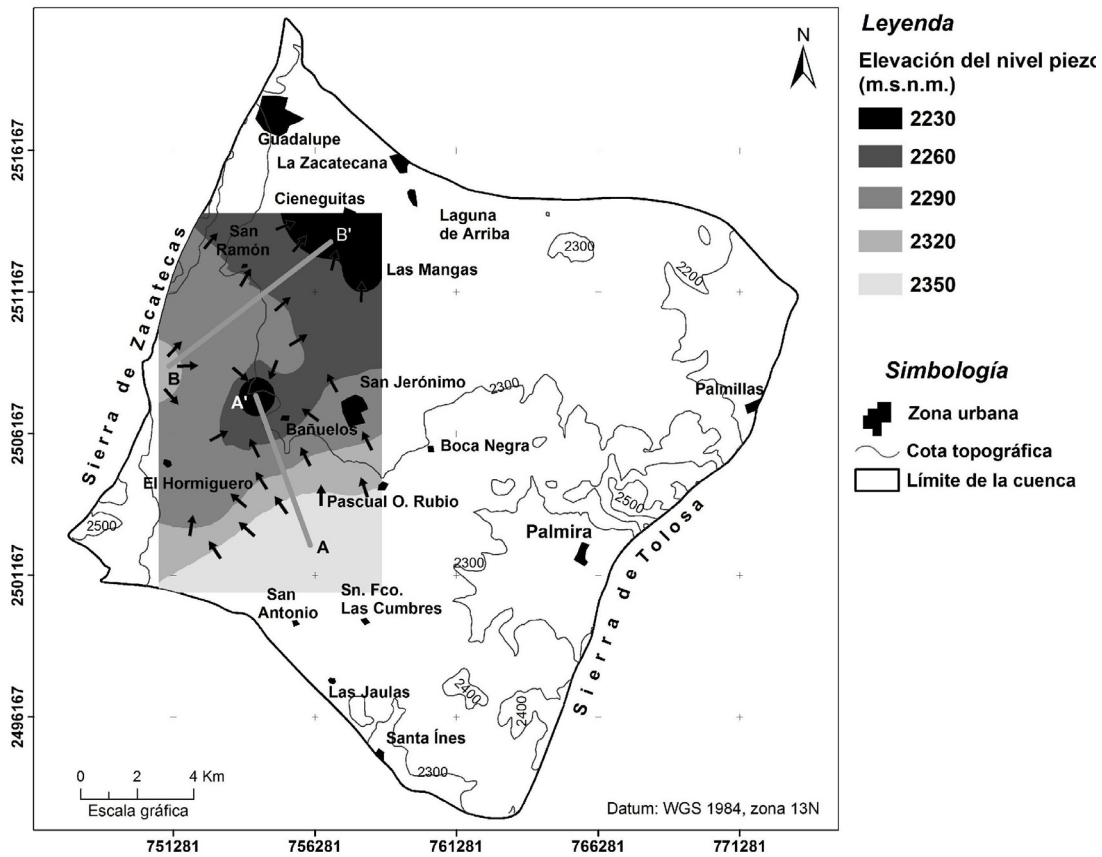 Leyenda
Elevación del nivel piezo
(m.s.n.m.)
2230
2260
2290
2320
2350
Simbología
Zona urbana
Cota topográfica
Límite de la cuenca
N
Guadalupe
La Zacatecana
Cieneguitas
Laguna
de Arriba
San
Ramón
B'
Las Mangas
2300
2200
Sierra de Zacatecas
B
A'
San Jerónimo
2300
Palmillas
Bañuelos
Boca Negra
El Hormiguero
Pascual O. Rubio
2500
2500
A
Palmira
2300
Sierra de Tolosa
San
Antonio
Sn. Fco.
Las Cumbres
Las Jaulas
2400
2400
Santa Ínes
2300
0 2 4 Km
Escala gráfica
Datum: WGS 1984, zona 13N
2516167
2511167
2506167
2501167
2496167
751281
756281
761281
766281
771281